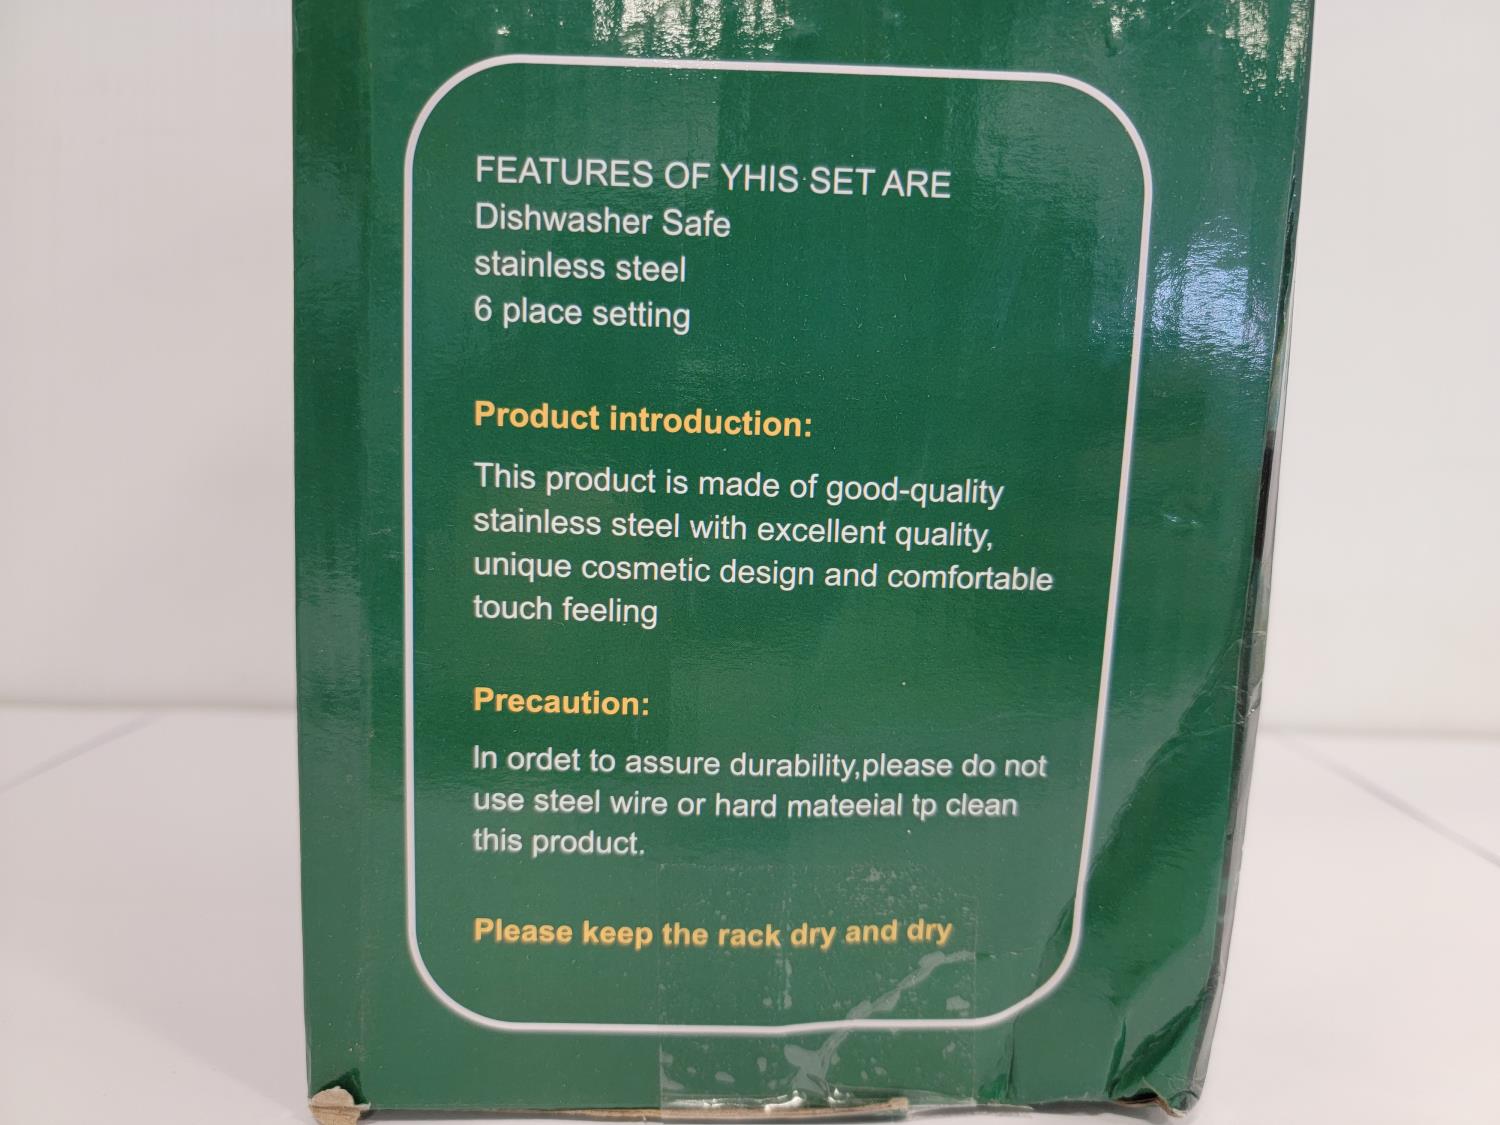 FEATURES OF YHIS SET ARE
Dishwasher Safe
stainless steel
6 place setting
Product introduction:
This product is made of good-quality
stainless steel with excellent quality,
unique cosmetic design and comfortable
touch feeling
Precaution:
In ordet to assure durability,please do not
use steel wire or hard mateeial tp clean
this product.
Please keep the rack dry and dry